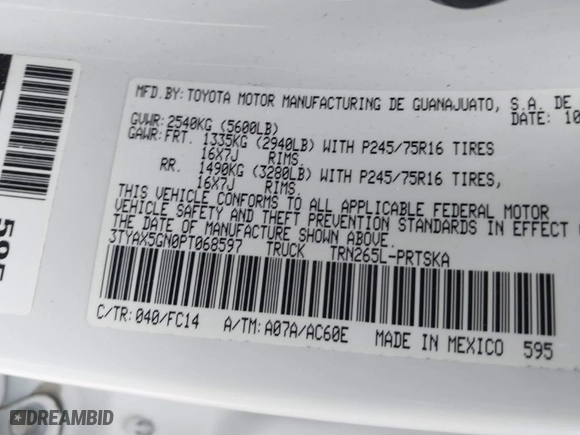 MFD.BY:TOYOTA MOTOR MANUFACTURING DE GUANAJUATO, S.A. DE
DATE: 10
GVWR:2540KG (5600LB)
GAWR:FRT. 1335KG (2940LB) WITH P245/75R16 TIRES
16X7J RIMS.
RR. 1490KG (3280LB) WITH P245/75R16 TIRES,
16X7J RIMS.
THIS VEHICLE CONFORMS TO ALL APPLICABLE FEDERAL MOTOR
VEHICLE SAFETY AND THEFT PREVENTION STANDARDS IN EFFECT
THE DATE OF MANUFACTURE SHOWN ABOVE.
3TYAX5GN0PT068597 TRUCK TRN265L-PRTSKA
C/TR:040/FC14 A/TM:A07A/AC60E MADE IN MEXICO 595
595
DREAMBID